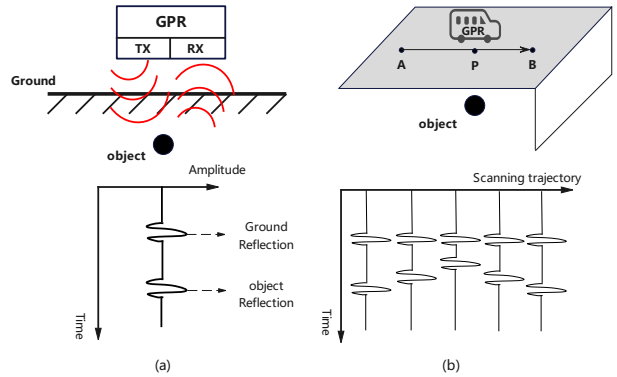 GPR
TX RX
Ground
object
Amplitude
Ground
Reflection
object
Reflection
Time
(a)
GPR
A P B
object
Scanning trajectory
Time
(b)